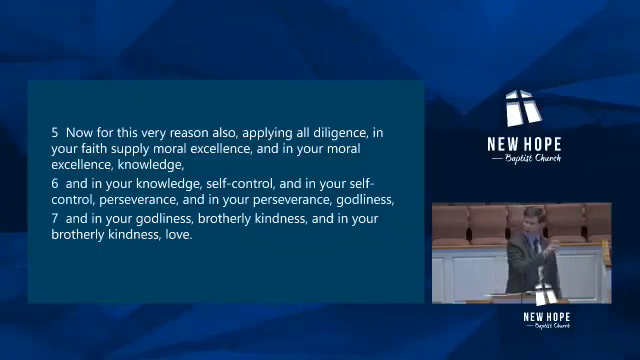 5 Now for this very reason also, applying all diligence, in
your faith supply moral excellence, and in your moral
excellence, knowledge,
6 and in your knowledge, self-control, and in your self-
control, perseverance, and in your perseverance, godliness,
7 and in your godliness, brotherly kindness, and in your
brotherly kindness, love.
NEW HOPE
Baptist Church
NEW HOPE
Baptist Church